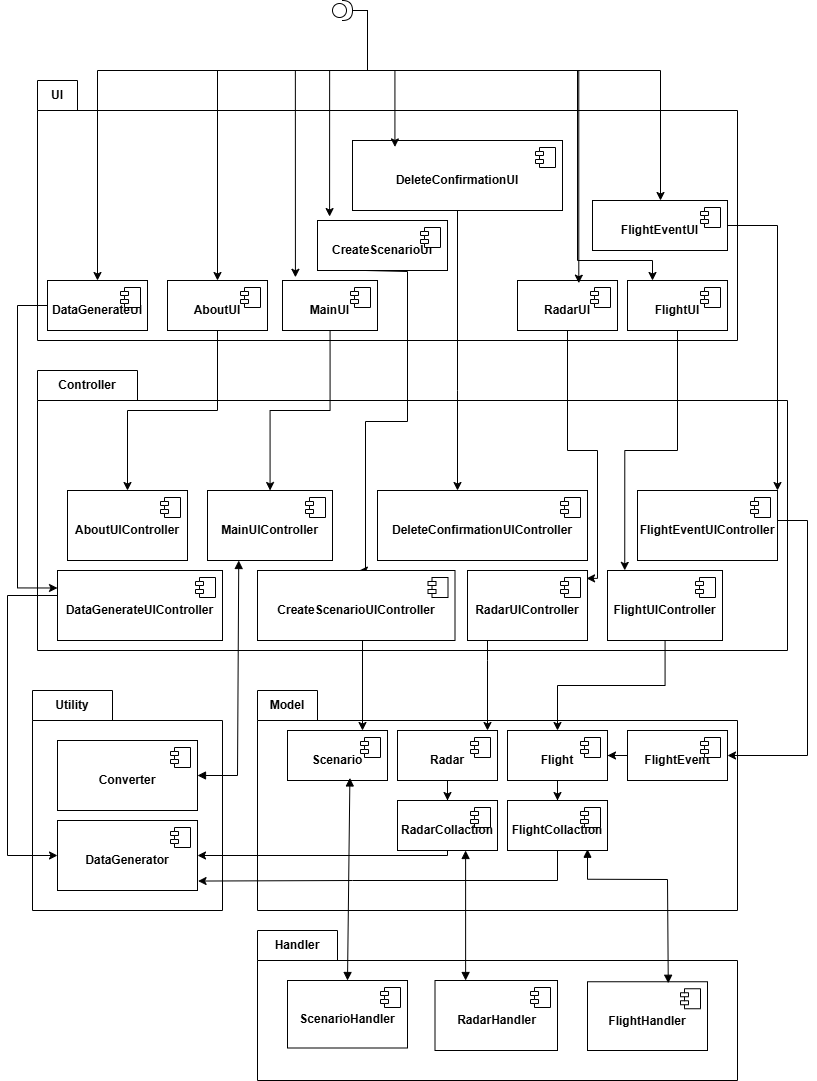 UI
DeleteConfirmationUI
FlightEventUI
CreateScenarioUI
DataGenerateUI
AboutUI
MainUI
RadarUI
FlightUI
Controller
AboutUIController
MainUIController
DeleteConfirmationUIController
FlightEventUIController
DataGenerateUIController
CreateScenarioUIController
RadarUIController
FlightUIController
Utility
Model
Converter
Scenario
Radar
Flight
FlightEvent
RadarCollaction
FlightCollaction
DataGenerator
Handler
ScenarioHandler
RadarHandler
FlightHandler